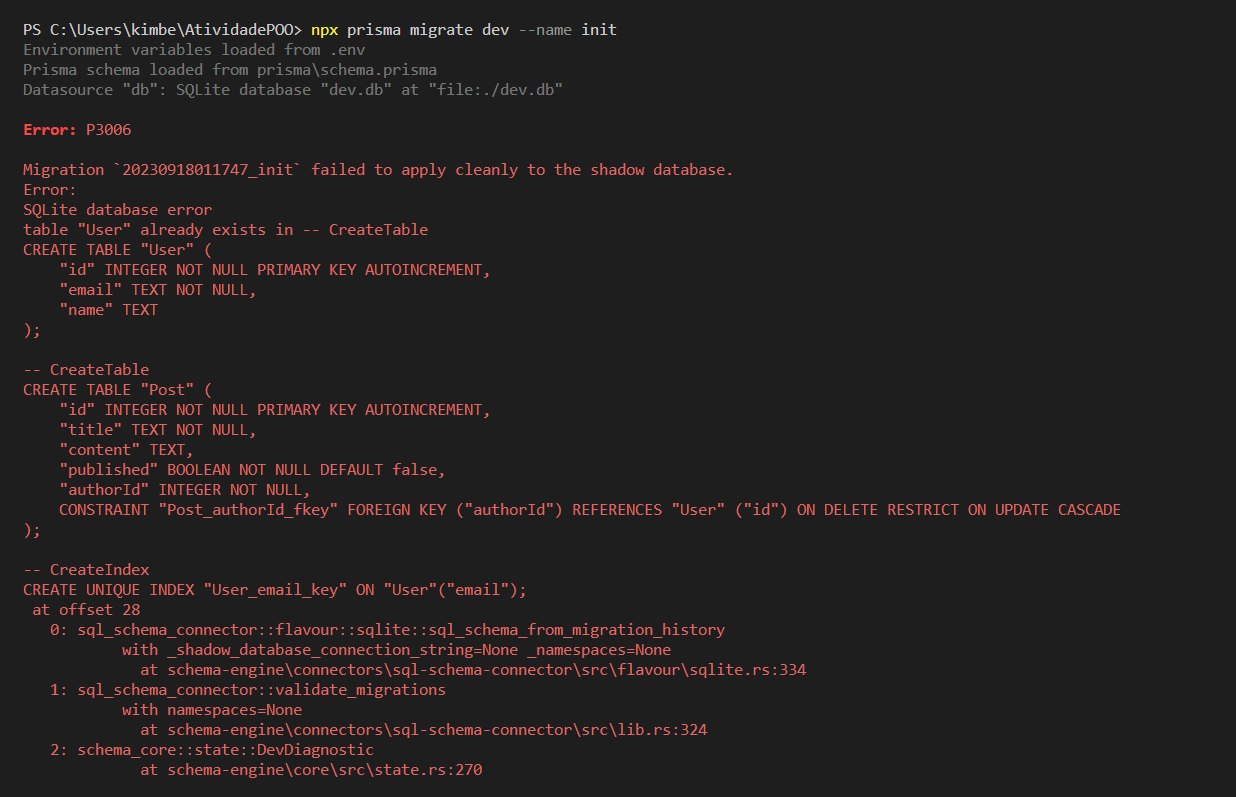 PS C:\Users\kimbe\AtividadePOO> npx prisma migrate dev --name init
Environment variables loaded from .env
Prisma schema loaded from prisma\schema.prisma
Datasource "db": SQLite database "dev.db" at "file:./dev.db"
Error: P3006
Migration `20230918011747_init` failed to apply cleanly to the shadow database.
Error:
SQLite database error
table "User" already exists in -- CreateTable
CREATE TABLE "User" (
    "id" INTEGER NOT NULL PRIMARY KEY AUTOINCREMENT,
    "email" TEXT NOT NULL,
    "name" TEXT
);
-- CreateTable
CREATE TABLE "Post" (
    "id" INTEGER NOT NULL PRIMARY KEY AUTOINCREMENT,
    "title" TEXT NOT NULL,
    "content" TEXT,
    "published" BOOLEAN NOT NULL DEFAULT false,
    "authorId" INTEGER NOT NULL,
    CONSTRAINT "Post_authorId_fkey" FOREIGN KEY ("authorId") REFERENCES "User" ("id") ON DELETE RESTRICT ON UPDATE CASCADE
);
-- CreateIndex
CREATE UNIQUE INDEX "User_email_key" ON "User"("email");
 at offset 28
   0: sql_schema_connector::flavour::sqlite::sql_schema_from_migration_history
           with _shadow_database_connection_string=None _namespaces=None
             at schema-engine\connectors\sql-schema-connector\src\flavour\sqlite.rs:334
   1: sql_schema_connector::validate_migrations
           with namespaces=None
             at schema-engine\connectors\sql-schema-connector\src\lib.rs:324
   2: schema_core::state::DevDiagnostic
             at schema-engine\core\src\state.rs:270